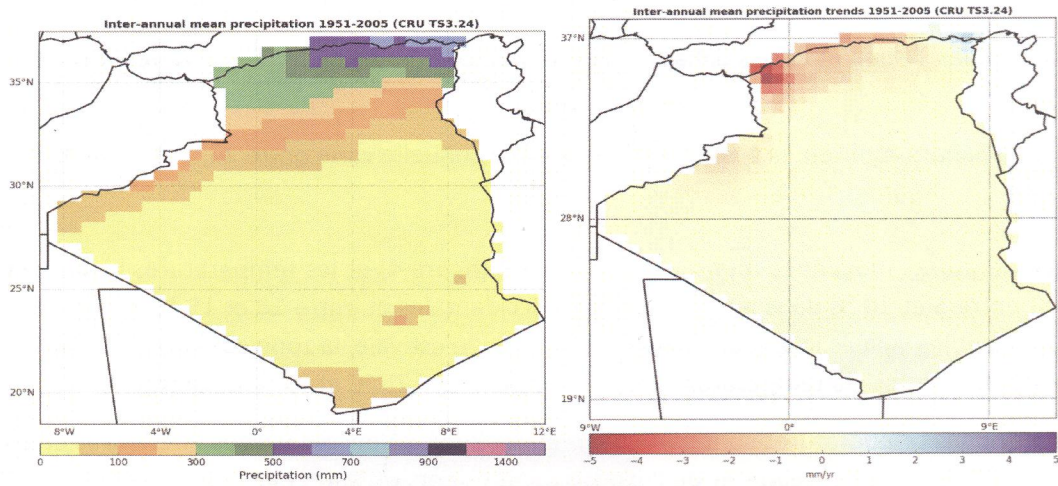 Inter-annual mean precipitation 1951-2005 (CRU TS3.24)
35°N
30°N
25°N
20°N
8°W 4°W 0° 4°E 8°E 12°E
0 100 300 500 700 900 1400
Precipitation (mm)
Inter-annual mean precipitation trends 1951-2005 (CRU TS3.24)
37°N
28°N
19°N
9°W 0° 9°E
−5 −4 −3 −2 −1 0 1 2 3 4 5
mm/yr